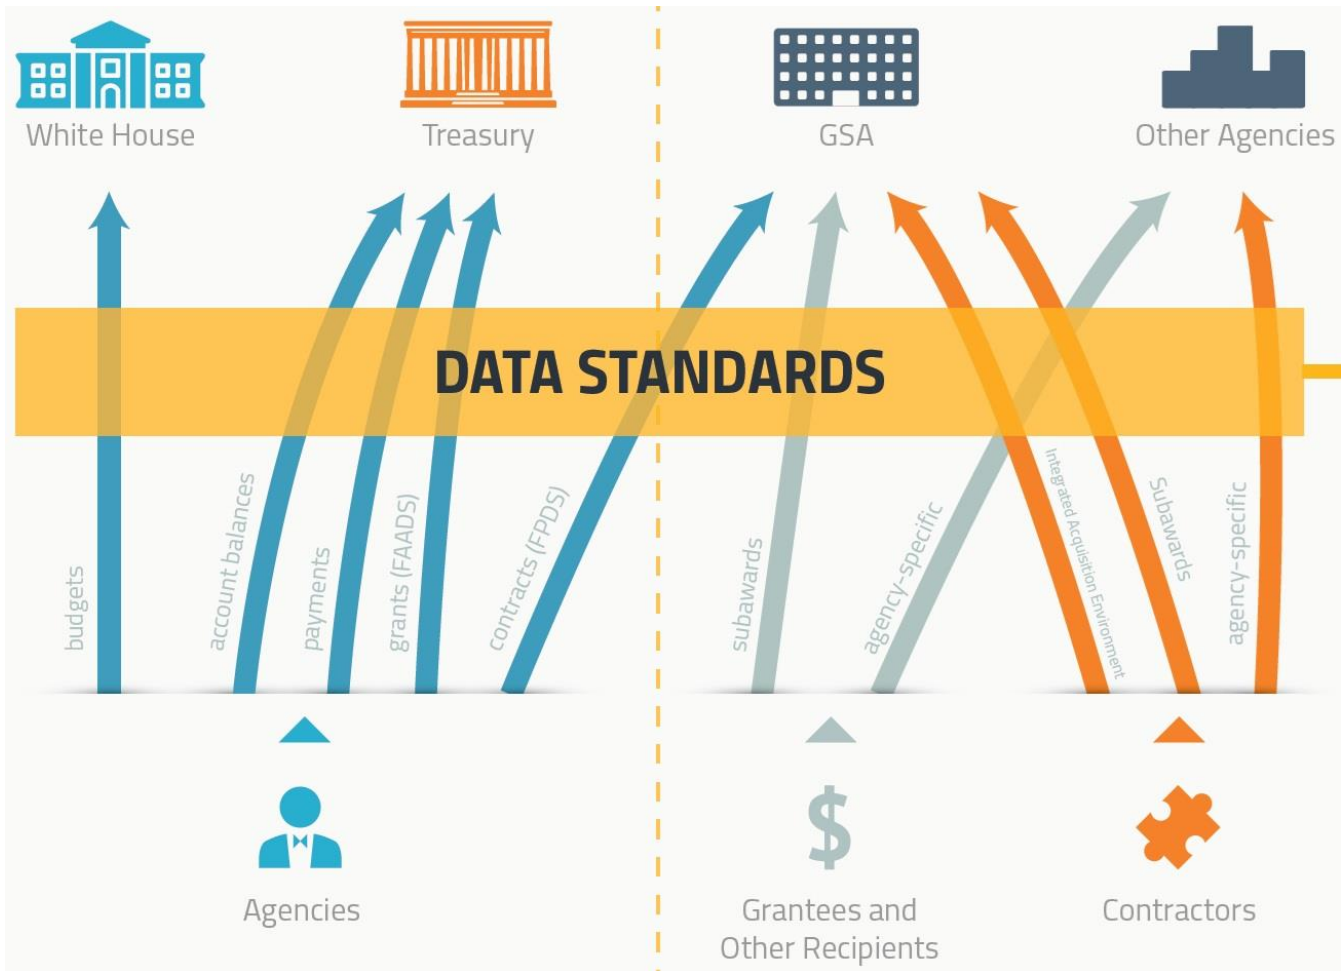 White House
Treasury
GSA
Other Agencies
DATA STANDARDS
budgets
account balances
payments
grants (FAADS)
contracts (FPDS)
subawards
agency-specific
Integrated Acquisition Environment
Subawards
agency-specific
$
Agencies
Grantees and
Other Recipients
Contractors